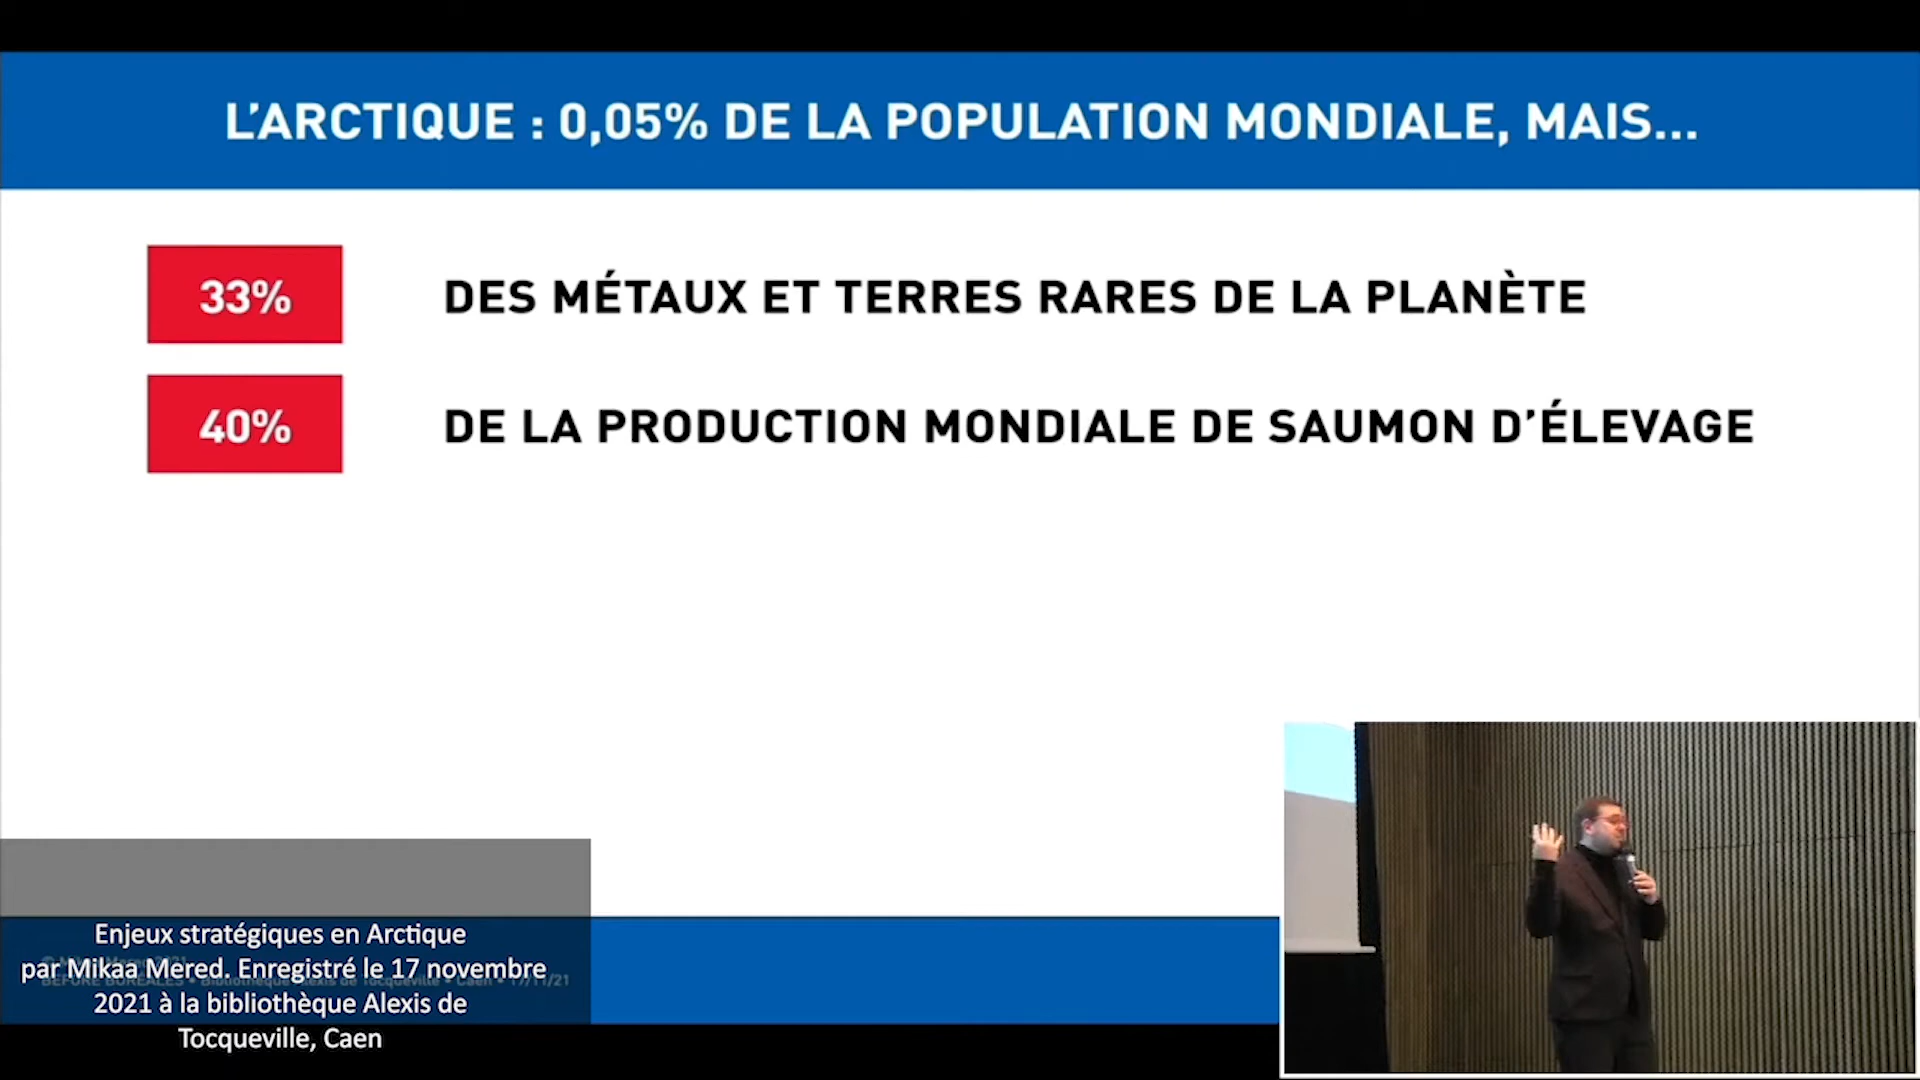 L'ARCTIQUE : 0,05% DE LA POPULATION MONDIALE, MAIS...
33% DES MÉTAUX ET TERRES RARES DE LA PLANÈTE
40% DE LA PRODUCTION MONDIALE DE SAUMON D'ÉLEVAGE
Enjeux stratégiques en Arctique
par Mikaa Mered. Enregistré le 17 novembre
2021 à la bibliothèque Alexis de
Tocqueville, Caen